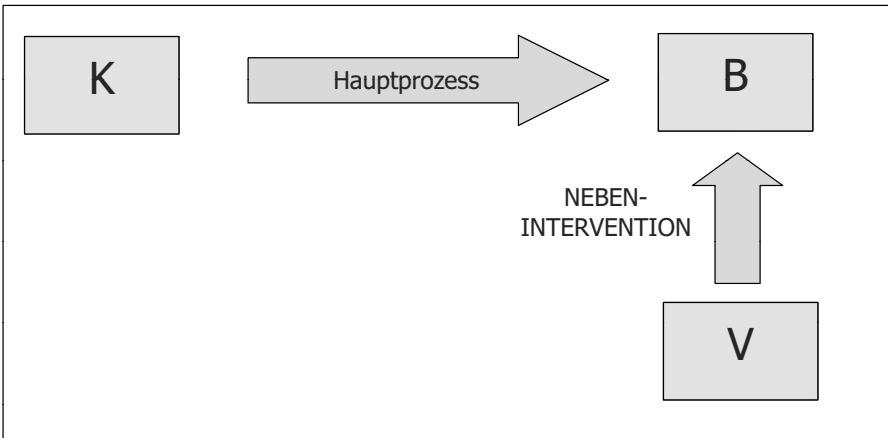 K
Hauptprozess
B
NEBEN-
INTERVENTION
V